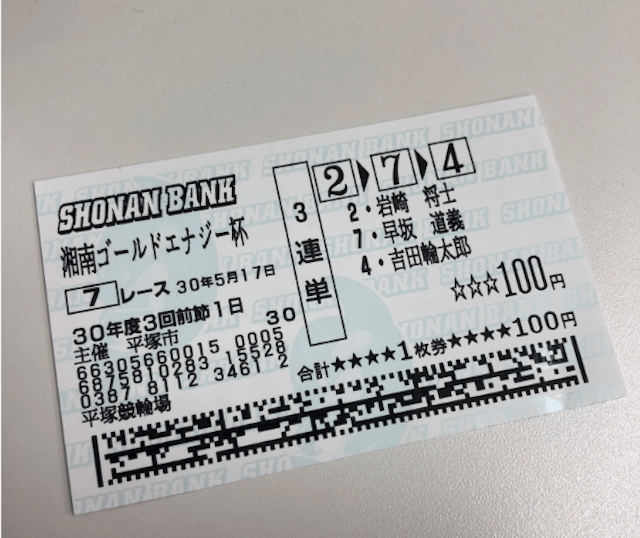 SHONAN BANK
湘南ゴールドエナジー杯
7 レース 30年5月17日
30年度3回前節1日 30
主催 平塚市
66305660015 0005
6875810283 15528
0387 8112 3461 2
平塚競輪場
3連単
2▶7▶4
2・岩崎 将士
7・早坂 道義
4・吉田輪太郎
☆☆☆100円
合計★★★★1枚券★★★★100円